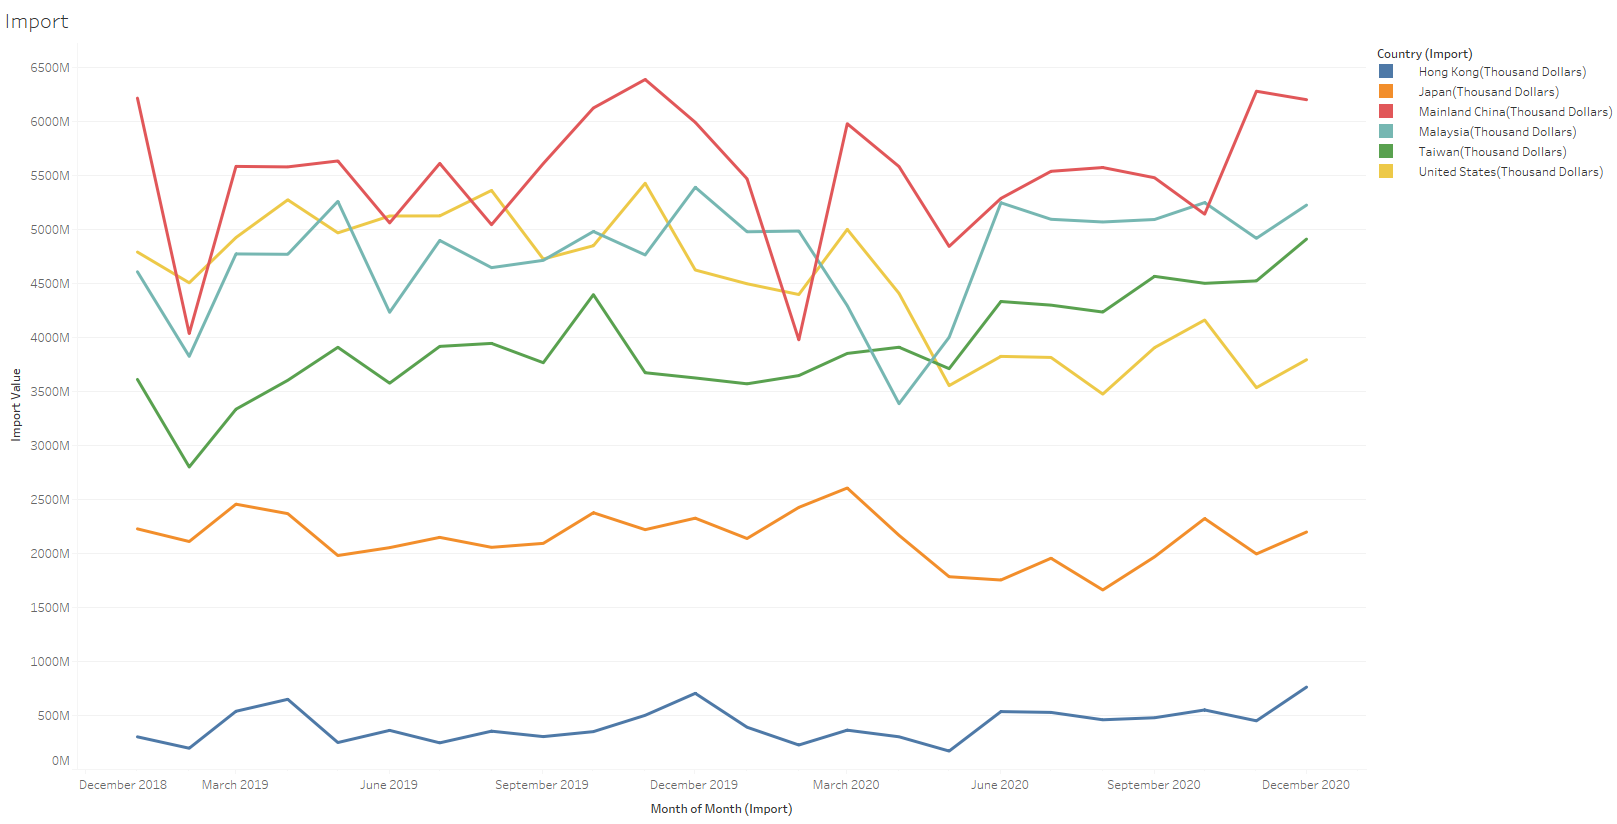 Import
6500M
6000M
5500M
5000M
4500M
4000M
3500M
3000M
2500M
2000M
1500M
1000M
500M
0M
Import Value
December 2018 March 2019 June 2019 September 2019 December 2019 March 2020 June 2020 September 2020 December 2020
Month of Month (Import)
Country (Import)
Hong Kong(Thousand Dollars)
Japan(Thousand Dollars)
Mainland China(Thousand Dollars)
Malaysia(Thousand Dollars)
Taiwan(Thousand Dollars)
United States(Thousand Dollars)